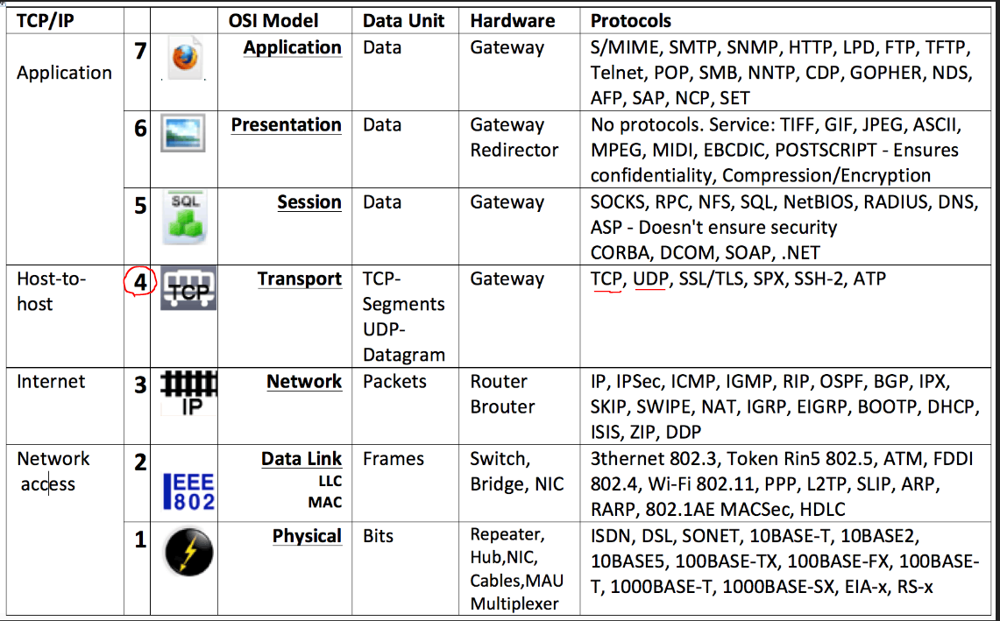 TCP/IP OSI Model Data Unit Hardware Protocols
Application
7
Application
Data
Gateway
S/MIME, SMTP, SNMP, HTTP, LPD, FTP, TFTP,
Telnet, POP, SMB, NNTP, CDP, GOPHER, NDS,
AFP, SAP, NCP, SET
6
Presentation
Data
Gateway
Redirector
No protocols. Service: TIFF, GIF, JPEG, ASCII,
MPEG, MIDI, EBCDIC, POSTSCRIPT - Ensures
confidentiality, Compression/Encryption
5
SQL
Session
Data
Gateway
SOCKS, RPC, NFS, SQL, NetBIOS, RADIUS, DNS,
ASP - Doesn't ensure security
CORBA, DCOM, SOAP, .NET
Host-to-
host
4
TCP
Transport
TCP-
Segments
UDP-
Datagram
Gateway
TCP, UDP, SSL/TLS, SPX, SSH-2, ATP
Internet
3
IP
Network
Packets
Router
Brouter
IP, IPSec, ICMP, IGMP, RIP, OSPF, BGP, IPX,
SKIP, SWIPE, NAT, IGRP, EIGRP, BOOTP, DHCP,
ISIS, ZIP, DDP
Network
access
2
IEEE
802
Data Link
LLC
MAC
Frames
Switch,
Bridge, NIC
3thernet 802.3, Token Rin5 802.5, ATM, FDDI
802.4, Wi-Fi 802.11, PPP, L2TP, SLIP, ARP,
RARP, 802.1AE MACSec, HDLC
1
Physical
Bits
Repeater,
Hub,NIC,
Cables,MAU
Multiplexer
ISDN, DSL, SONET, 10BASE-T, 10BASE2,
10BASE5, 100BASE-TX, 100BASE-FX, 100BASE-
T, 1000BASE-T, 1000BASE-SX, EIA-x, RS-x